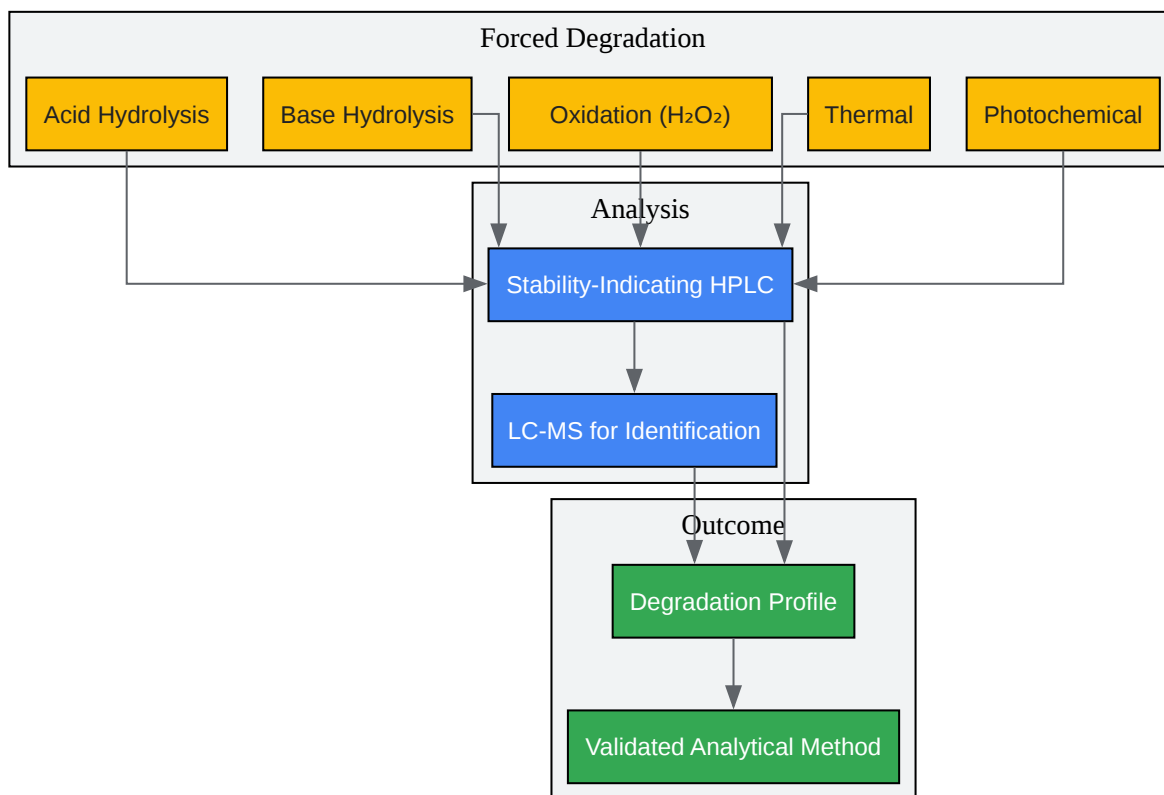 Forced Degradation
Acid Hydrolysis
Base Hydrolysis
Oxidation (H₂O₂)
Thermal
Photochemical
Analysis
Stability-Indicating HPLC
LC-MS for Identification
Outcome
Degradation Profile
Validated Analytical Method